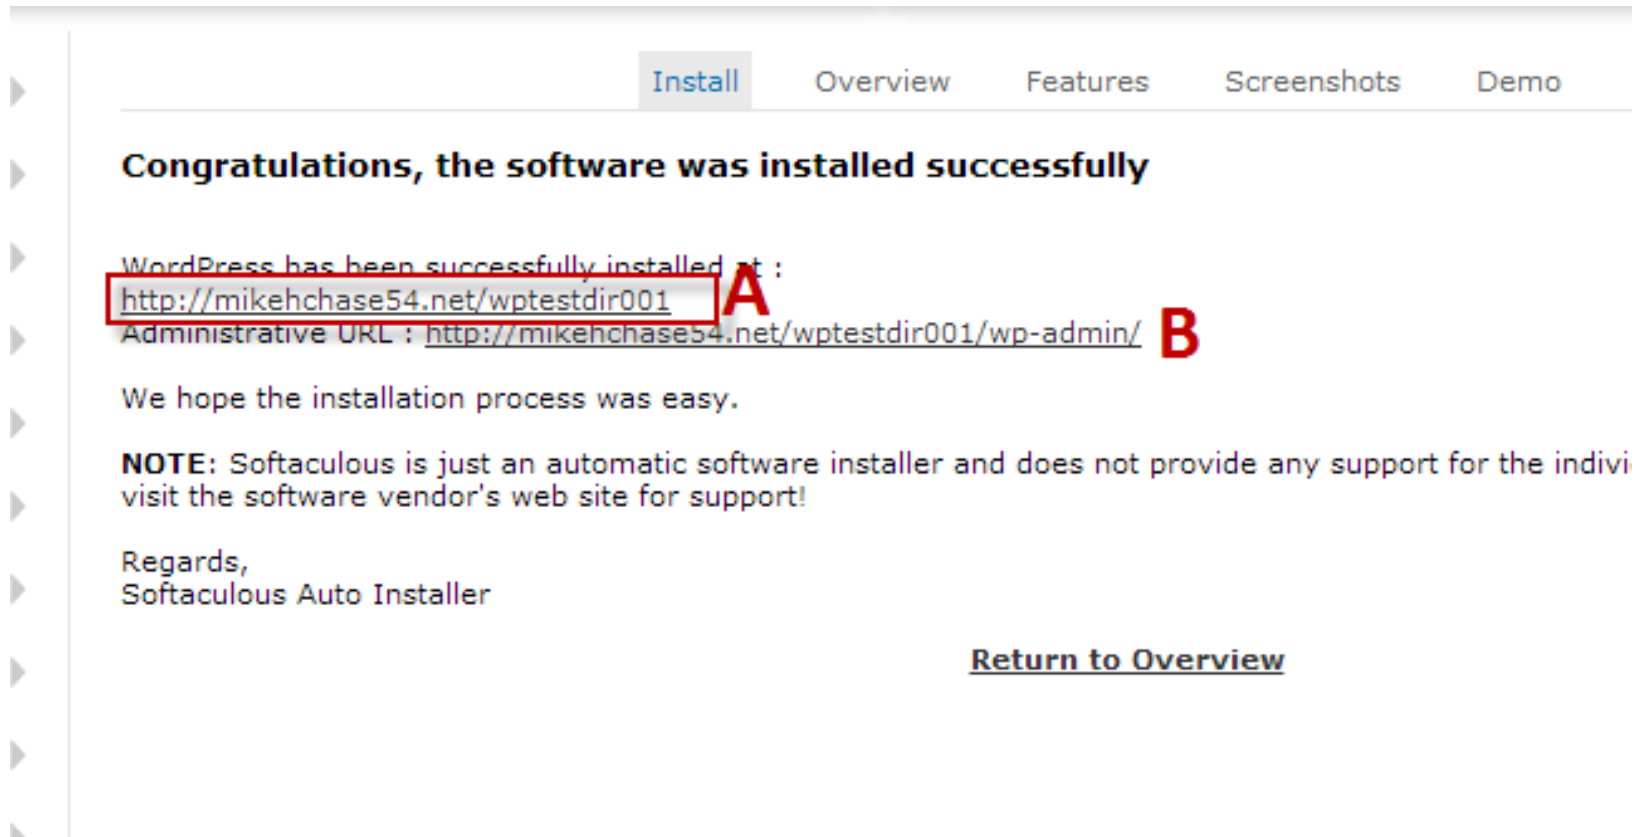 Install Overview Features Screenshots Demo
Congratulations, the software was installed successfully
WordPress has been successfully installed at :
http://mikehchase54.net/wptestdir001 A
Administrative URL : http://mikehchase54.net/wptestdir001/wp-admin/ B
We hope the installation process was easy.
NOTE: Softaculous is just an automatic software installer and does not provide any support for the
visit the software vendor's web site for support!
Regards,
Softaculous Auto Installer
Return to Overview